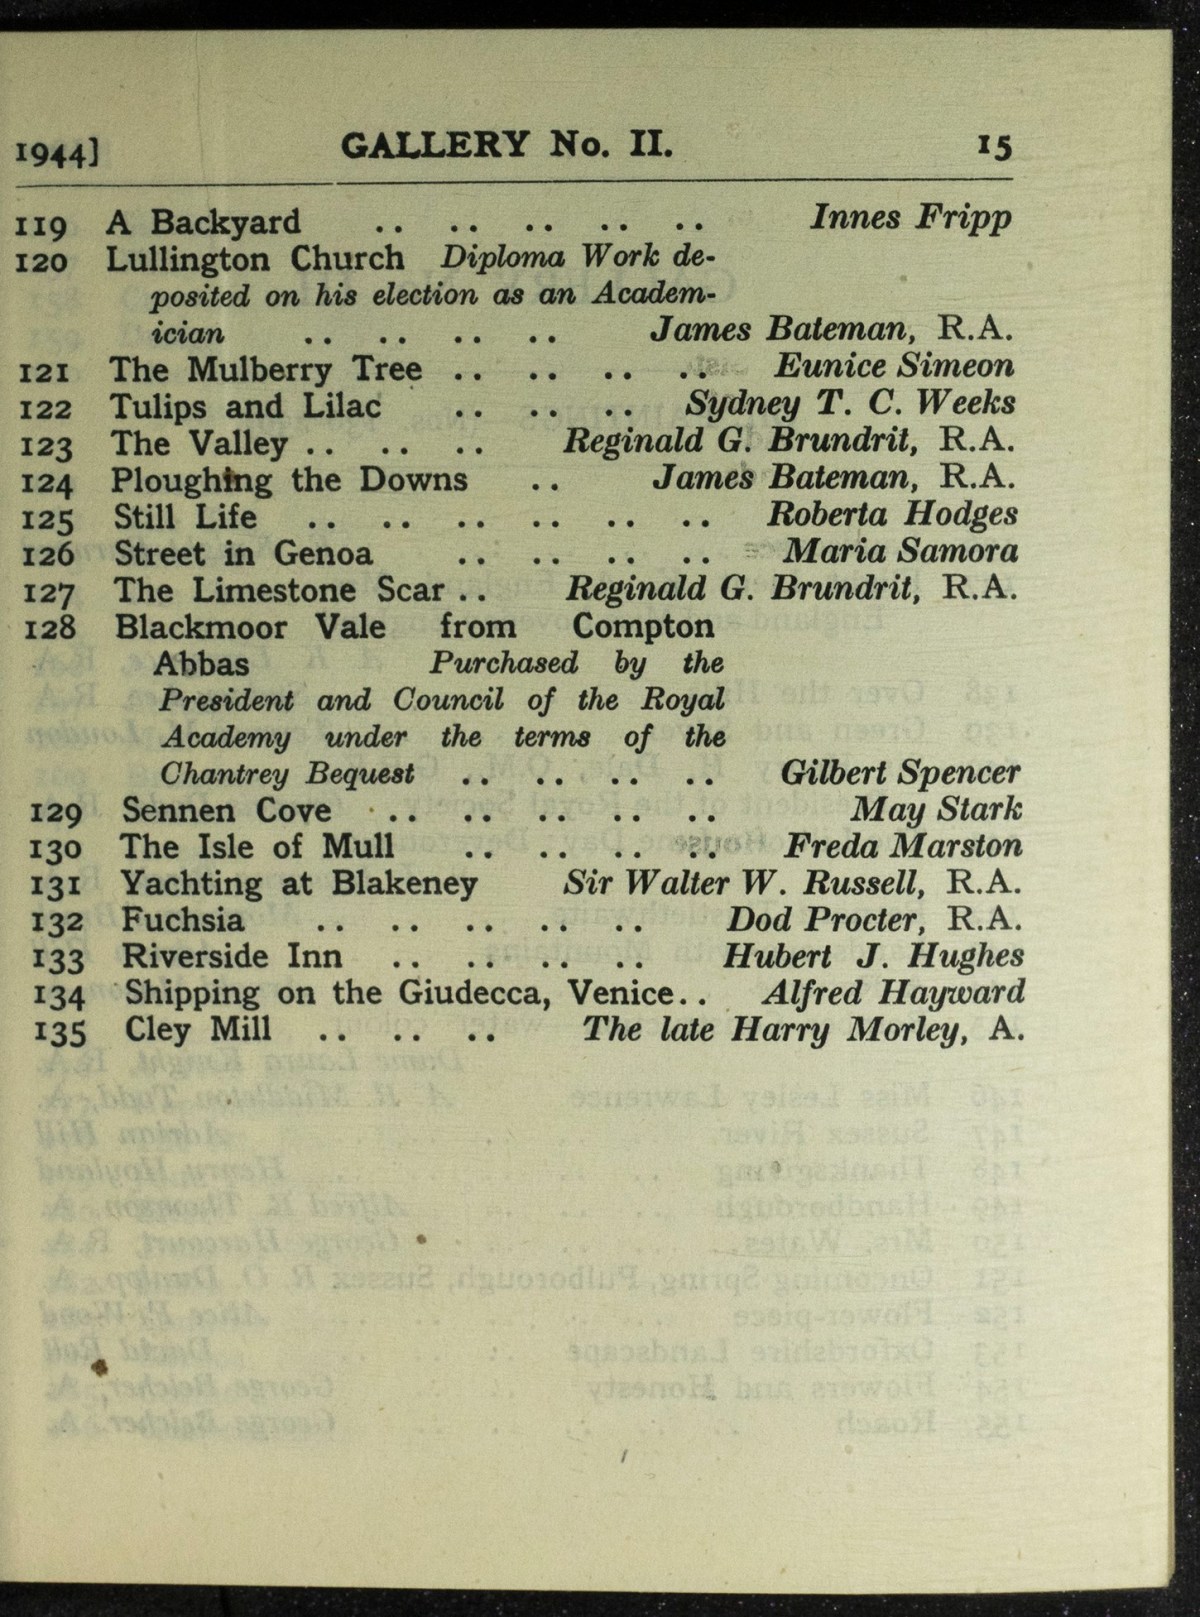 1944] GALLERY No. II. 15
119 A Backyard .. .. .. .. .. Innes Fripp
120 Lullington Church Diploma Work de-
posited on his election as an Academ-
ician .. .. .. .. James Bateman, R.A.
121 The Mulberry Tree .. .. .. .. Eunice Simeon
122 Tulips and Lilac .. .. .. Sydney T. C. Weeks
123 The Valley .. .. .. Reginald G. Brundrit, R.A.
124 Ploughing the Downs .. James Bateman, R.A.
125 Still Life .. .. .. .. .. .. Roberta Hodges
126 Street in Genoa .. .. .. .. Maria Samora
127 The Limestone Scar .. Reginald G. Brundrit, R.A.
128 Blackmoor Vale from Compton
Abbas Purchased by the
President and Council of the Royal
Academy under the terms of the
Chantrey Bequest .. .. .. .. Gilbert Spencer
129 Sennen Cove .. .. .. .. .. May Stark
130 The Isle of Mull .. .. .. .. Freda Marston
131 Yachting at Blakeney Sir Walter W. Russell, R.A.
132 Fuchsia .. .. .. .. .. Dod Procter, R.A.
133 Riverside Inn .. .. .. .. Hubert J. Hughes
134 Shipping on the Giudecca, Venice.. Alfred Hayward
135 Cley Mill .. .. .. The late Harry Morley, A.